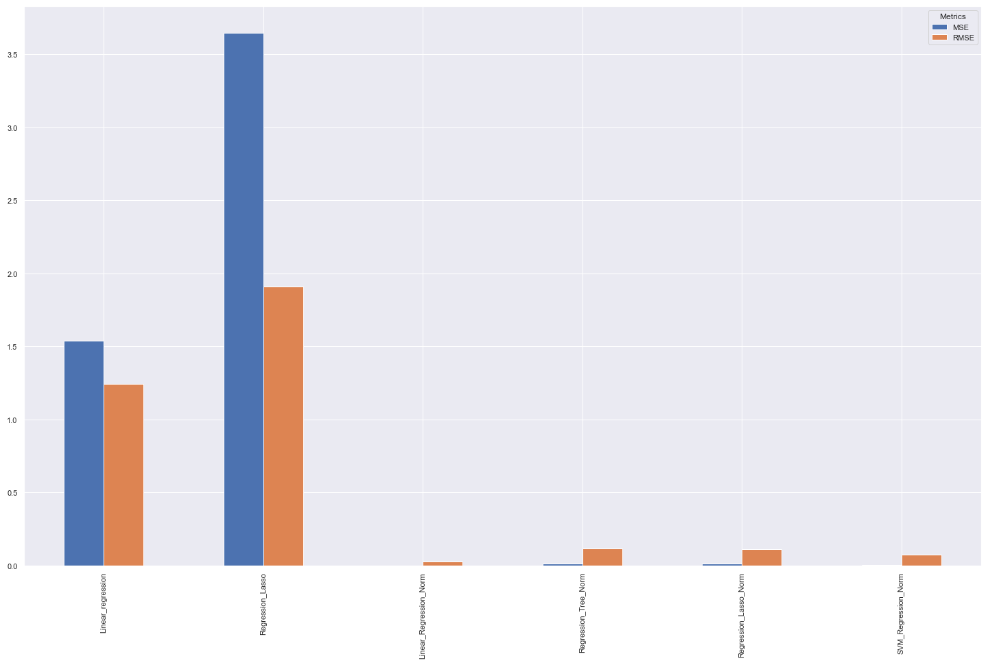 Metrics
MSE
RMSE
3.5
3.0
2.5
2.0
1.5
1.0
0.5
0.0
Linear_regression
Regression_Lasso
Linear_Regression_Norm
Regression_Tree_Norm
Regression_Lasso_Norm
SVM_Regression_Norm